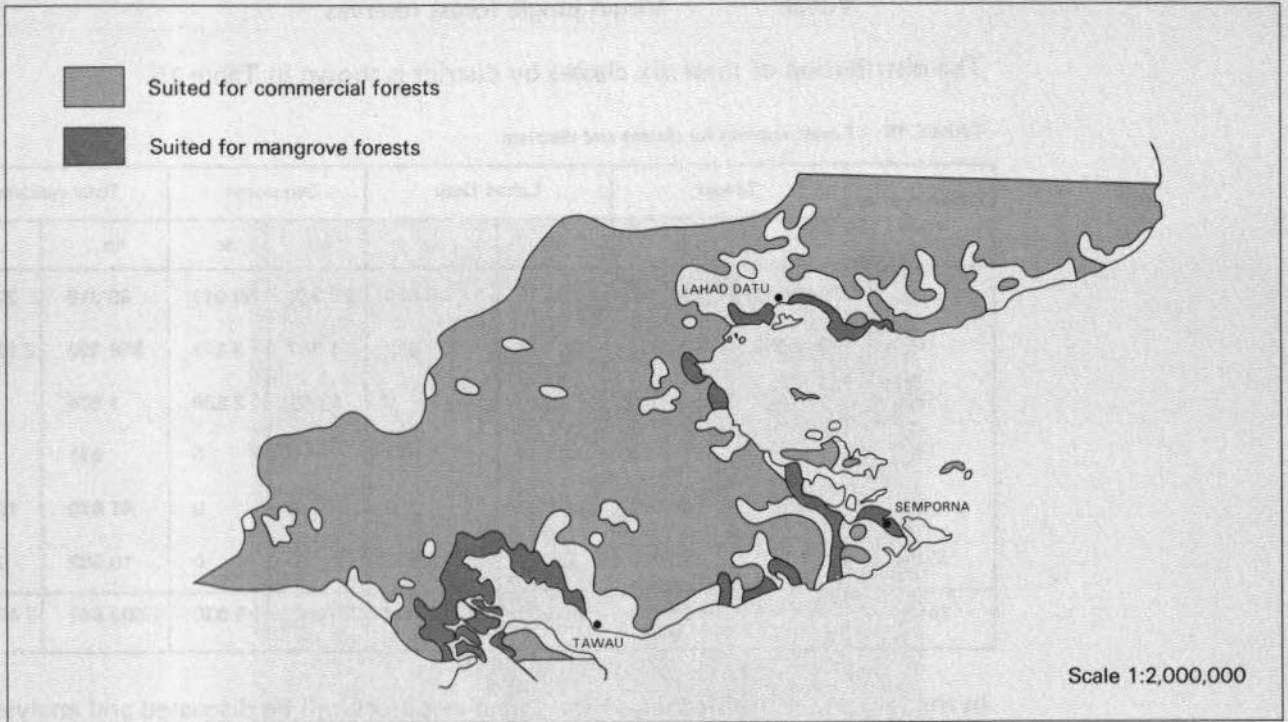 Suited for commercial forests
Suited for mangrove forests
LAHAD DATU
SEMPORNA
TAWAU
Scale 1:2,000,000